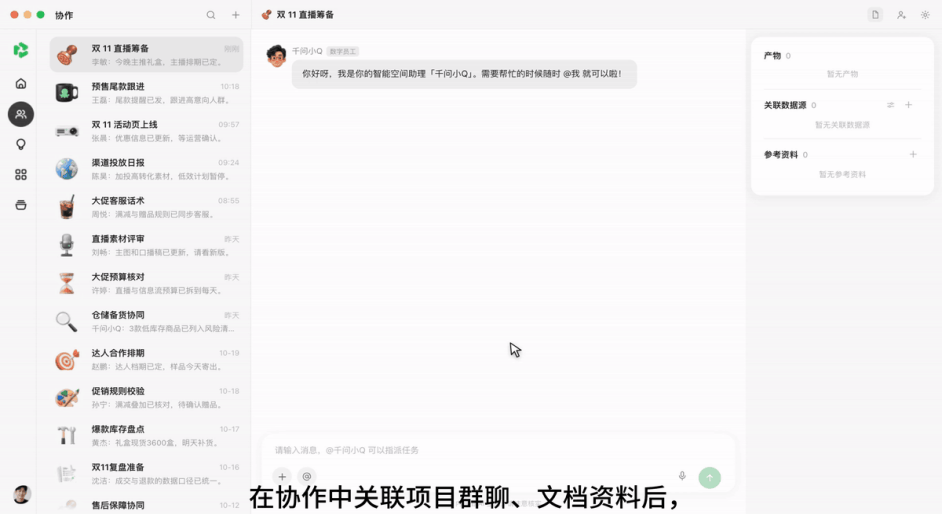 协作
双 11 直播筹备
双 11 直播筹备
刚刚
李敏：今晚主推礼盒，主播排期已定。
预售尾款跟进
10:18
王磊：尾款提醒已发，跟进高意向人群。
双 11 活动页上线
09:57
张晨：优惠信息已更新，等运营确认。
渠道投放日报
09:24
陈昊：加投高转化素材，低效计划暂停。
大促客服话术
08:55
周悦：满减与赠品规则已同步客服。
直播素材评审
昨天
刘畅：主图和口播稿已更新，请看新版。
大促预算核对
昨天
许婷：直播与信息流预算已拆到每天。
仓储备货协同
昨天
千问小Q：3款低库存商品已列入风险清...
达人合作排期
10-19
赵鹏：达人档期已定，样品今天寄出。
促销规则校验
10-18
孙宁：满减叠加已核对，待确认赠品。
爆款库存盘点
10-17
黄杰：礼盒现货3600盒，明天补货。
双11复盘准备
10-16
沈洁：成交与退款的数据口径已统一。
售后保障协同
10-12
千问小Q 数字员工
你好呀，我是你的智能空间助理「千问小Q」。需要帮忙的时候随时 @我 就可以啦！
请输入消息，@千问小Q 可以指派任务
产物 0
暂无产物
关联数据源 0
暂无关联数据源
参考资料 0
暂无参考资料
在协作中关联项目群聊、文档资料后，